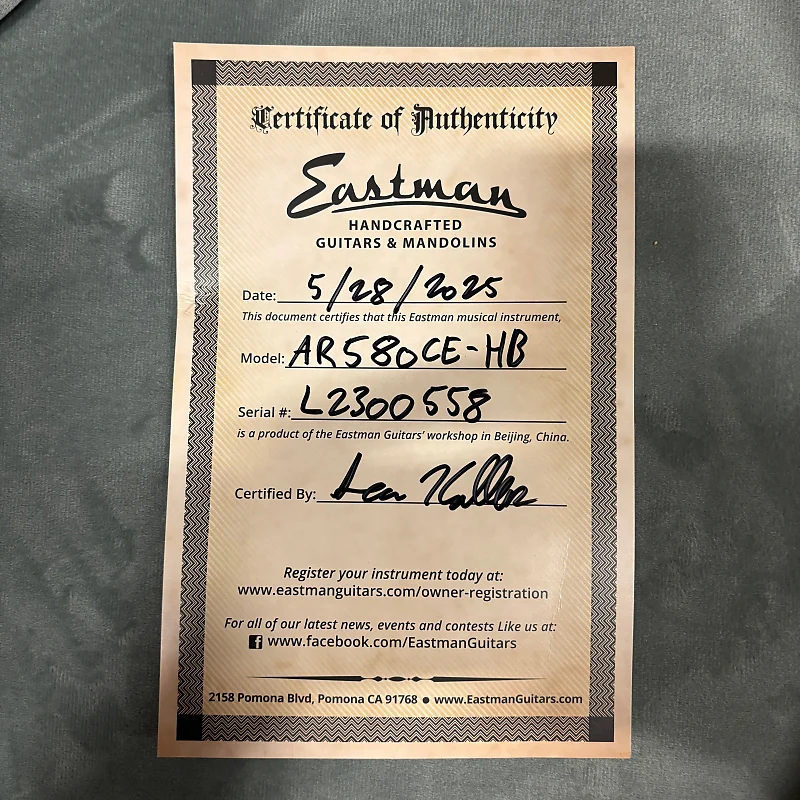 Certificate of Authenticity
Eastman
HANDCRAFTED
GUITARS & MANDOLINS
Date: 5/28/2025
This document certifies that this Eastman musical instrument,
Model: AR580CE-HB
Serial #: L2300558
is a product of the Eastman Guitars' workshop in Beijing, China.
Certified By:
Register your instrument today at:
www.eastmanguitars.com/owner-registration
For all of our latest news, events and contests Like us at:
f www.facebook.com/EastmanGuitars
2158 Pomona Blvd, Pomona CA 91768 ● www.EastmanGuitars.com